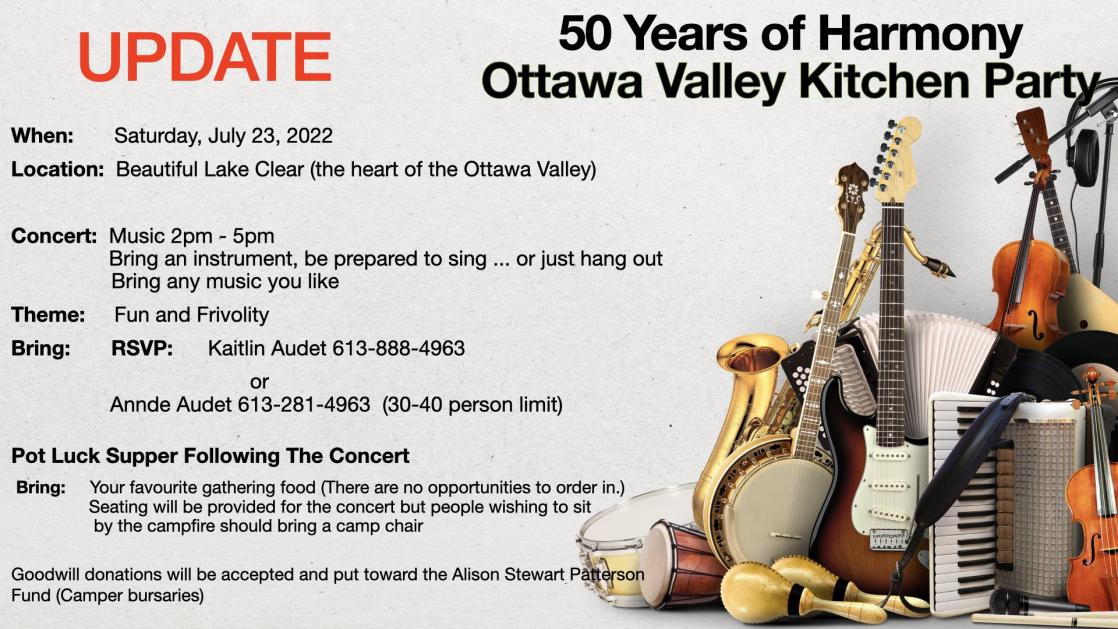 UPDATE
50 Years of Harmony
Ottawa Valley Kitchen Party
When: Saturday, July 23, 2022
Location: Beautiful Lake Clear (the heart of the Ottawa Valley)
Concert: Music 2pm - 5pm
Bring an instrument, be prepared to sing ... or just hang out
Bring any music you like
Theme: Fun and Frivolity
Bring: RSVP: Kaitlin Audet 613-888-4963
or
Annde Audet 613-281-4963 (30-40 person limit)
Pot Luck Supper Following The Concert
Bring: Your favourite gathering food (There are no opportunities to order in.)
Seating will be provided for the concert but people wishing to sit
by the campfire should bring a camp chair
Goodwill donations will be accepted and put toward the Alison Stewart Patterson
Fund (Camper bursaries)